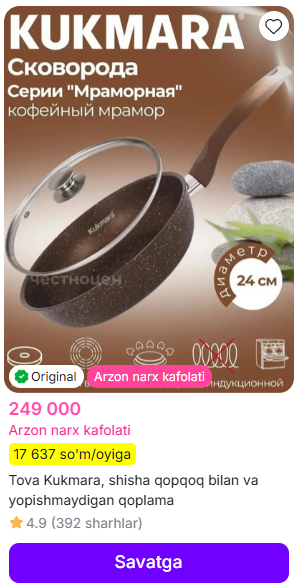 KUKMARA®
Сковорода
Серии "Мраморная"
кофейный мрамор
Kukmara
честноцен
диаметр
24 см
Original
Arzon narx kafolati
индукционной
249 000
Arzon narx kafolati
17 637 so'm/oyiga
Tova Kukmara, shisha qopqoq bilan va
yopishmaydigan qoplama
4.9 (392 sharhlar)
Savatga